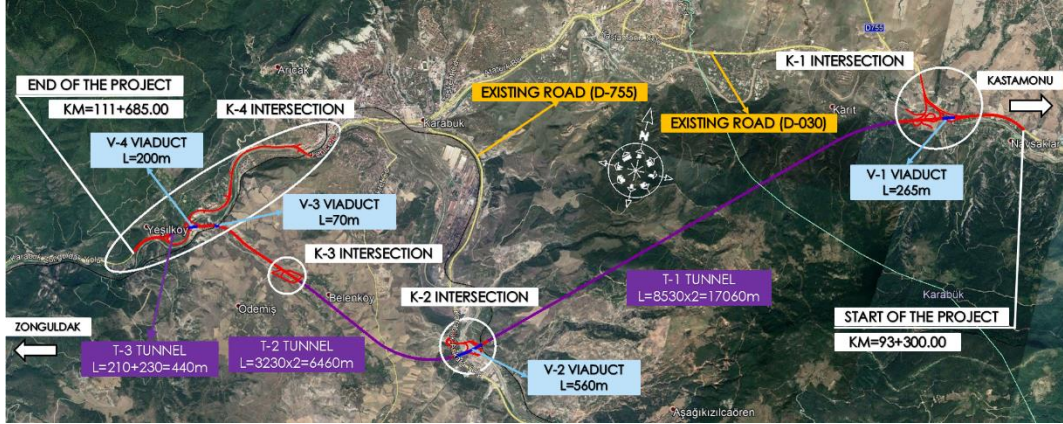 D755
K-1 INTERSECTION
KASTAMONU
Arıcak
END OF THE PROJECT
KM=111+685.00
K-4 INTERSECTION
EXISTING ROAD (D-755)
Karabük
EXISTING ROAD (D-030)
Karıt
Navsaklar
N
V-4 VIADUCT
L=200m
V-1 VIADUCT
L=265m
V-3 VIADUCT
L=70m
Yeşilköy
K-3 INTERSECTION
T-1 TUNNEL
L=8530x2=17060m
Belenköy
K-2 INTERSECTION
Karabük
Ödemiş
START OF THE PROJECT
KM=93+300.00
ZONGULDAK
T-3 TUNNEL
L=210+230=440m
T-2 TUNNEL
L=3230x2=6460m
V-2 VIADUCT
L=560m
Aşağıkızılcaören